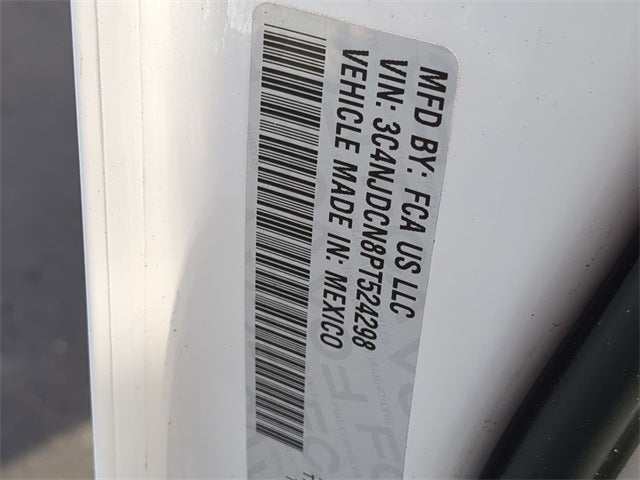 MFD BY: FCA US LLC
VIN: 3C4NJDCN8PT524298
VEHICLE MADE IN: MEXICO